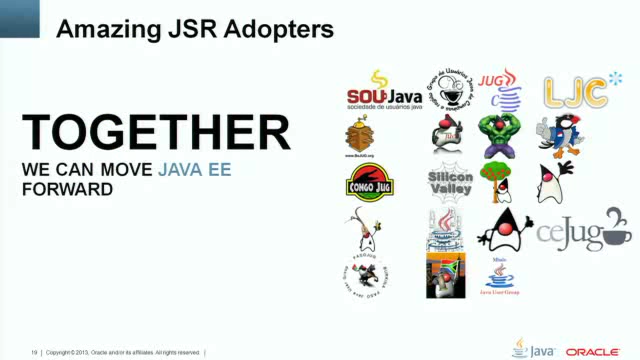 Amazing JSR Adopters
TOGETHER
WE CAN MOVE JAVA EE
FORWARD
SOUJava
sociedade de usuários java
JUG
LJC*
CONGO JUG
Silicon
Valley
ceJug
Java User Group
19 | Copyright © 2013, Oracle and/or its affiliates. All rights reserved. |
Java
ORACLE